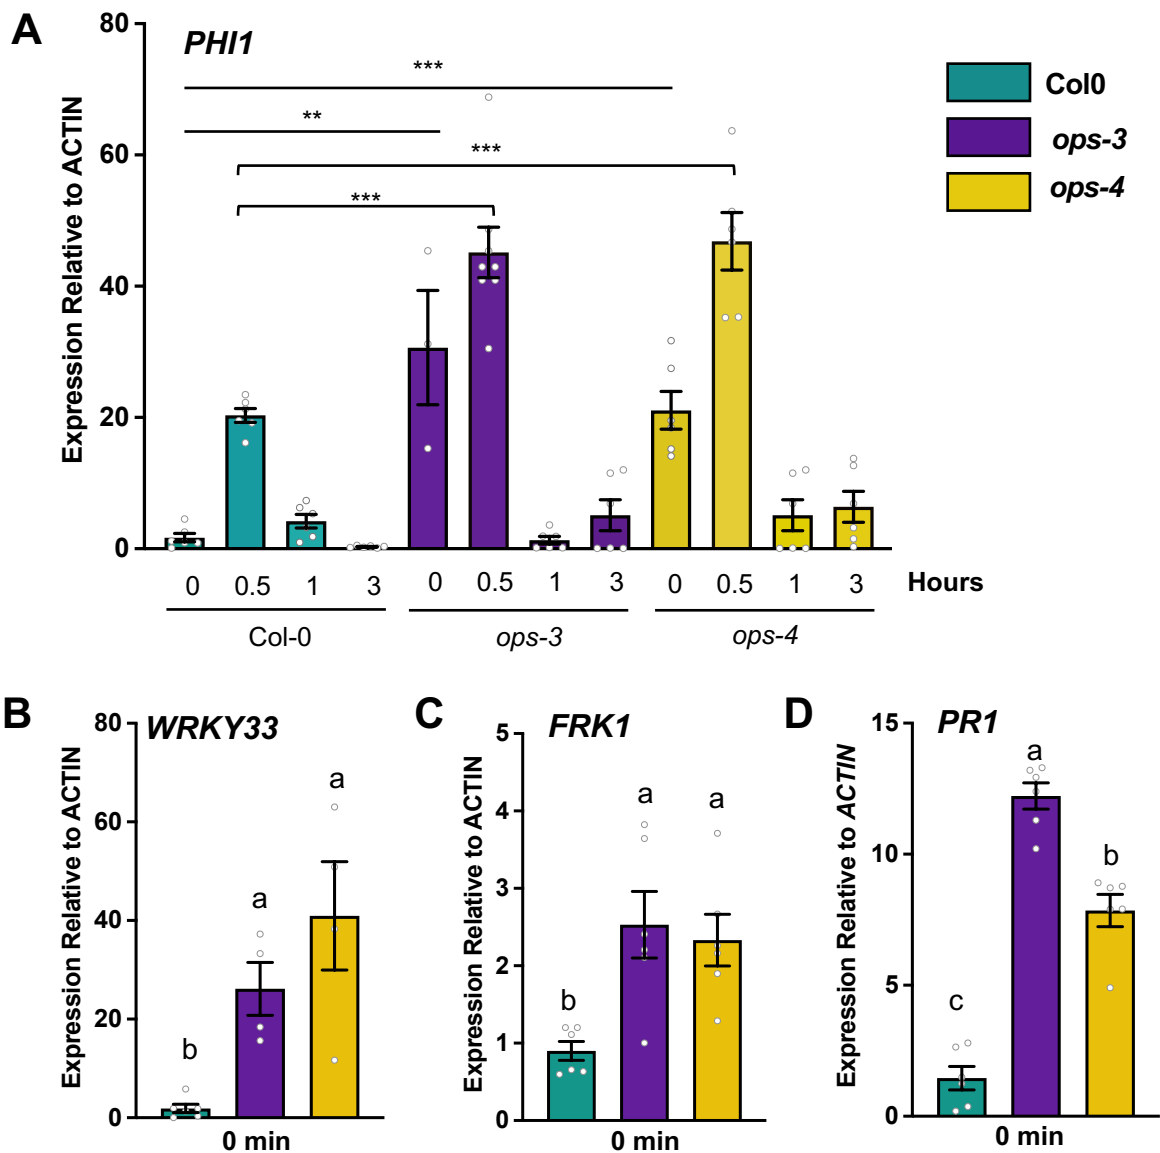 A
PHI1
Expression Relative to ACTIN
80
60
40
20
0
***
**
***
***
Col0
ops-3
ops-4
0 0.5 1 3 0 0.5 1 3 0 0.5 1 3 Hours
Col-0 ops-3 ops-4
B
WRKY33
Expression Relative to ACTIN
80
60
40
20
0
b a a
0 min
C
FRK1
Expression Relative to ACTIN
5
4
3
2
1
0
b a a
0 min
D
PR1
Expression Relative to ACTIN
15
10
5
0
c a b
0 min